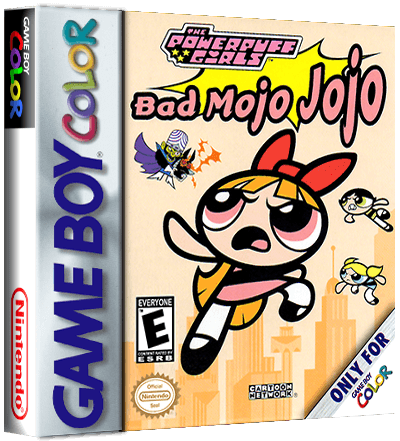 GAME BOY COLOR
Nintendo
GAME BOY COLOR
THE
POWERPUFF
GIRLS™
Bad Mojo Jojo
EVERYONE
E
CONTENT RATED BY
ESRB
Official
Nintendo
Seal
CARTOON
NETWORK
ONLY FOR
GAME BOY
COLOR